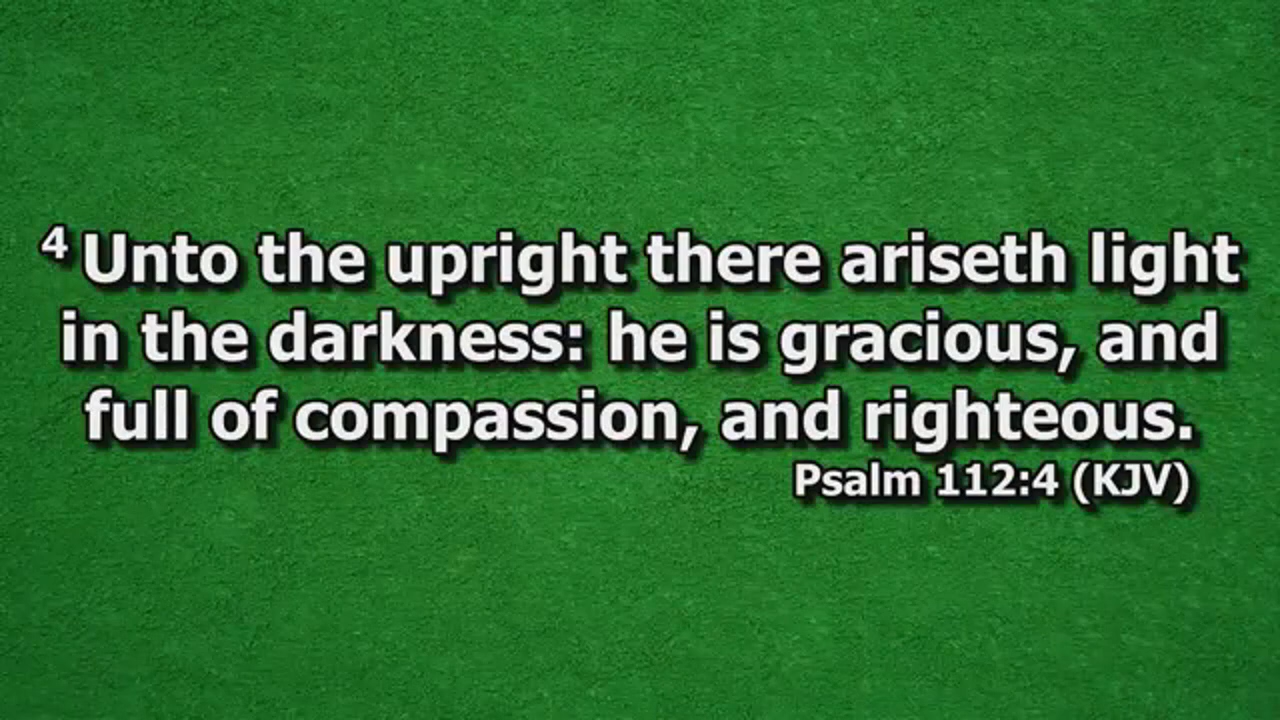 4 Unto the upright there ariseth light
in the darkness: he is gracious, and
full of compassion, and righteous.
Psalm 112:4 (KJV)